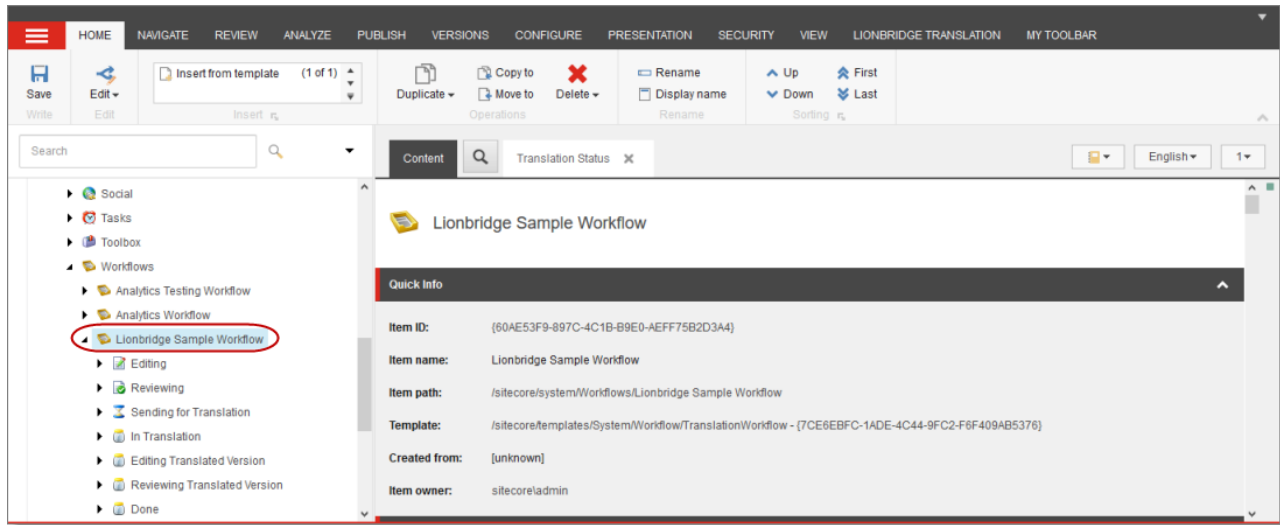 HOME NAVIGATE REVIEW ANALYZE PUBLISH VERSIONS CONFIGURE PRESENTATION SECURITY VIEW LIONBRIDGE TRANSLATION MY TOOLBAR
Insert from template (1 of 1) Copy to Rename Up First
Save Edit Duplicate Move to Delete Display name Down Last
Write Edit Insert Operations Rename Sorting
Search
Content Translation Status English 1
Social
Tasks
Toolbox
Workflows
Analytics Testing Workflow
Analytics Workflow
Lionbridge Sample Workflow
Editing
Reviewing
Sending for Translation
In Translation
Editing Translated Version
Reviewing Translated Version
Done
Lionbridge Sample Workflow
Quick Info
Item ID: {60AE53F9-897C-4C1B-B9E0-AEFF75B2D3A4}
Item name: Lionbridge Sample Workflow
Item path: /sitecore/system/Workflows/Lionbridge Sample Workflow
Template: /sitecore/templates/System/Workflow/TranslationWorkflow - {7CE6EBFC-1ADE-4C44-9FC2-F6F409AB5376}
Created from: [unknown]
Item owner: sitecore\admin